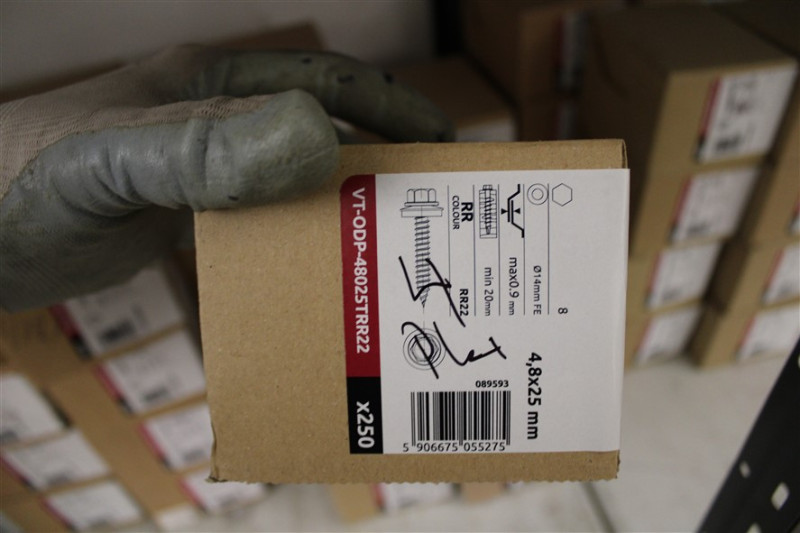 VT-ODP-48025TRR22
x250
RR
COLOUR
RR22
min 20mm
max0.9 mm
Ø14mm FE
8
4,8x25 mm
089593
5 906675 055275